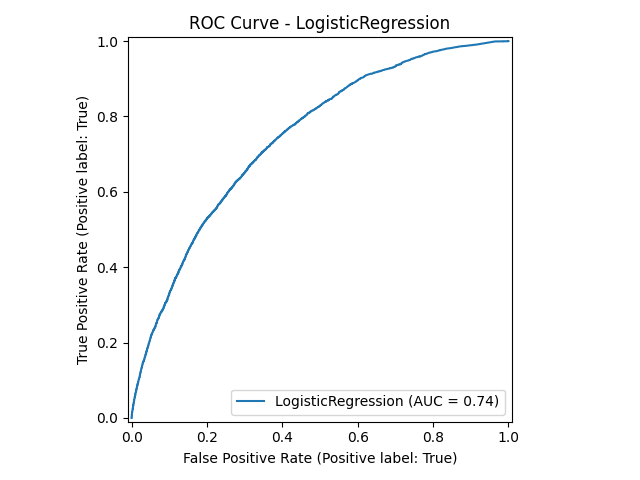 ROC Curve - LogisticRegression
True Positive Rate (Positive label: True)
1.0
0.8
0.6
0.4
0.2
0.0
LogisticRegression (AUC = 0.74)
0.0 0.2 0.4 0.6 0.8 1.0
False Positive Rate (Positive label: True)